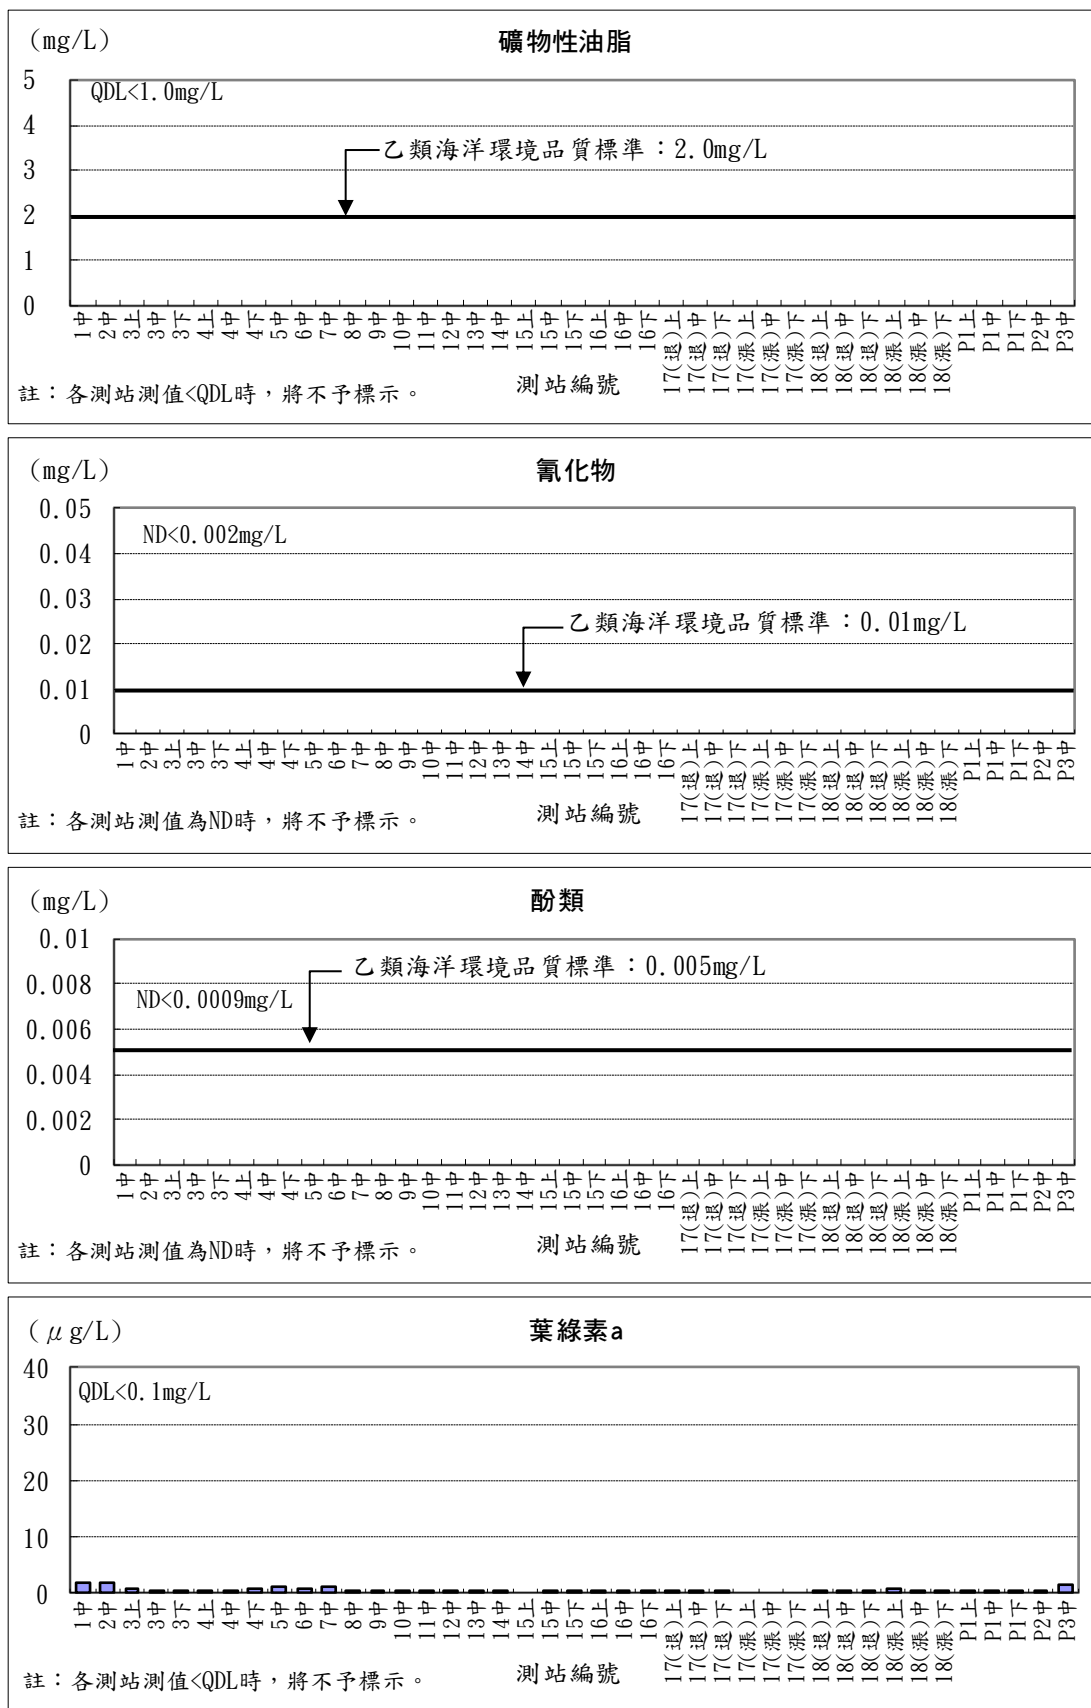 (mg/L)
礦物性油脂
5
QDL<1.0mg/L
4
乙類海洋環境品質標準：2.0mg/L
3
2
1
0
1中 2中 3上 3中 3下 4上 4中 4下 5中 6中 7中 8中 9中 10中 11中 12中 13中 14中 15上 15中 15下 16上 16中 16下 17(退)上 17(退)中 17(退)下 17(漲)上 17(漲)中 17(漲)下 18(退)上 18(退)中 18(退)下 18(漲)上 18(漲)中 18(漲)下 P1上 P1中 P1下 P2中 P3中
測站編號
註：各測站測值<QDL時，將不予標示。
(mg/L)
氰化物
0.05
ND<0.002mg/L
0.04
0.03
乙類海洋環境品質標準：0.01mg/L
0.02
0.01
0
1中 2中 3上 3中 3下 4上 4中 4下 5中 6中 7中 8中 9中 10中 11中 12中 13中 14中 15上 15中 15下 16上 16中 16下 17(退)上 17(退)中 17(退)下 17(漲)上 17(漲)中 17(漲)下 18(退)上 18(退)中 18(退)下 18(漲)上 18(漲)中 18(漲)下 P1上 P1中 P1下 P2中 P3中
測站編號
註：各測站測值為ND時，將不予標示。
(mg/L)
酚類
0.01
乙類海洋環境品質標準：0.005mg/L
0.008
ND<0.0009mg/L
0.006
0.004
0.002
0
1中 2中 3上 3中 3下 4上 4中 4下 5中 6中 7中 8中 9中 10中 11中 12中 13中 14中 15上 15中 15下 16上 16中 16下 17(退)上 17(退)中 17(退)下 17(漲)上 17(漲)中 17(漲)下 18(退)上 18(退)中 18(退)下 18(漲)上 18(漲)中 18(漲)下 P1上 P1中 P1下 P2中 P3中
測站編號
註：各測站測值為ND時，將不予標示。
(μg/L)
葉綠素a
40
QDL<0.1mg/L
30
20
10
0
1中 2中 3上 3中 3下 4上 4中 4下 5中 6中 7中 8中 9中 10中 11中 12中 13中 14中 15上 15中 15下 16上 16中 16下 17(退)上 17(退)中 17(退)下 17(漲)上 17(漲)中 17(漲)下 18(退)上 18(退)中 18(退)下 18(漲)上 18(漲)中 18(漲)下 P1上 P1中 P1下 P2中 P3中
測站編號
註：各測站測值<QDL時，將不予標示。